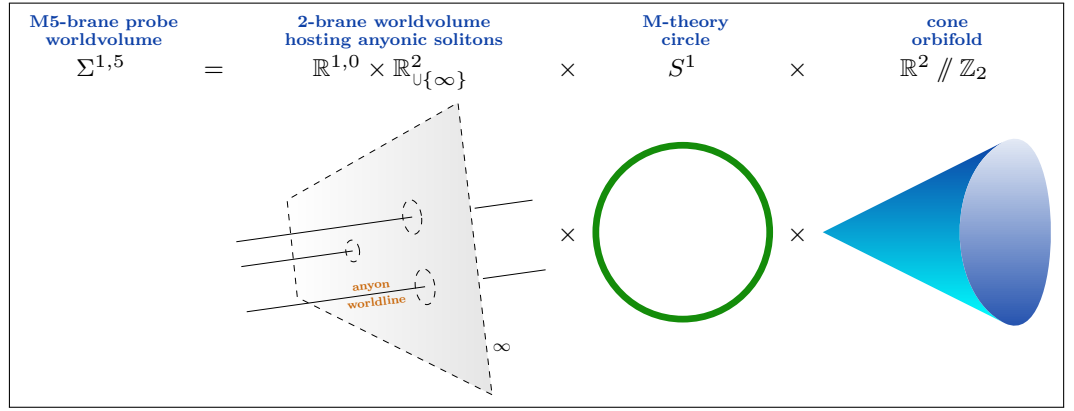 M5-brane probe worldvolume
2-brane worldvolume hosting anyonic solitons
M-theory circle
cone orbifold
Σ^{1,5} = ℝ^{1,0} × ℝ^2_{∪{∞}} × S^1 × ℝ^2 ⫽ ℤ_2
× ×
anyon
worldline
∞